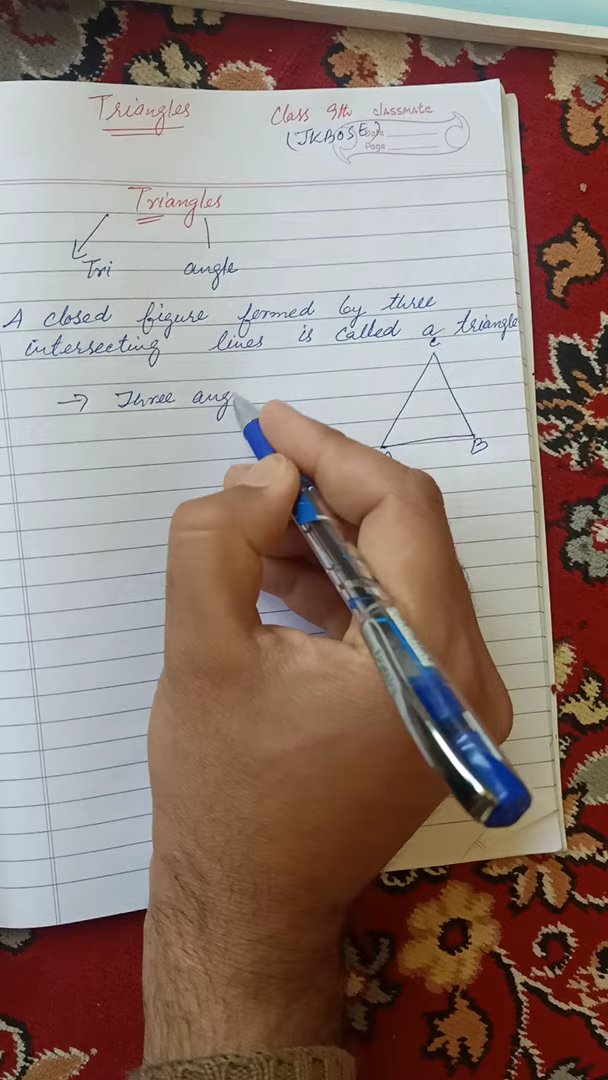 Triangles
Class 9th classmate
(JKBOSE)
Page
Triangles
Tri angle
A closed figure formed by three
intersecting lines is called a triangle
C
→ Three ang
B